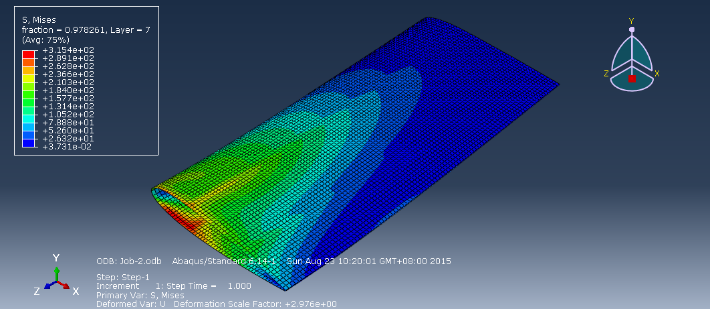 S, Mises
fraction = 0.978261, Layer = 7
(Avg: 75%)
+3.154e+02
+2.891e+02
+2.628e+02
+2.366e+02
+2.103e+02
+1.840e+02
+1.577e+02
+1.314e+02
+1.052e+02
+7.888e+01
+5.260e+01
+2.632e+01
+3.731e-02
Y
Z
X
ODB: Job-2.odb Abaqus/Standard 6.14-1 Sun Aug 23 10:20:01 GMT+08:00 2015
Y
Z
X
Step: Step-1
Increment 1: Step Time = 1.000
Primary Var: S, Mises
Deformed Var: U Deformation Scale Factor: +2.976e+00